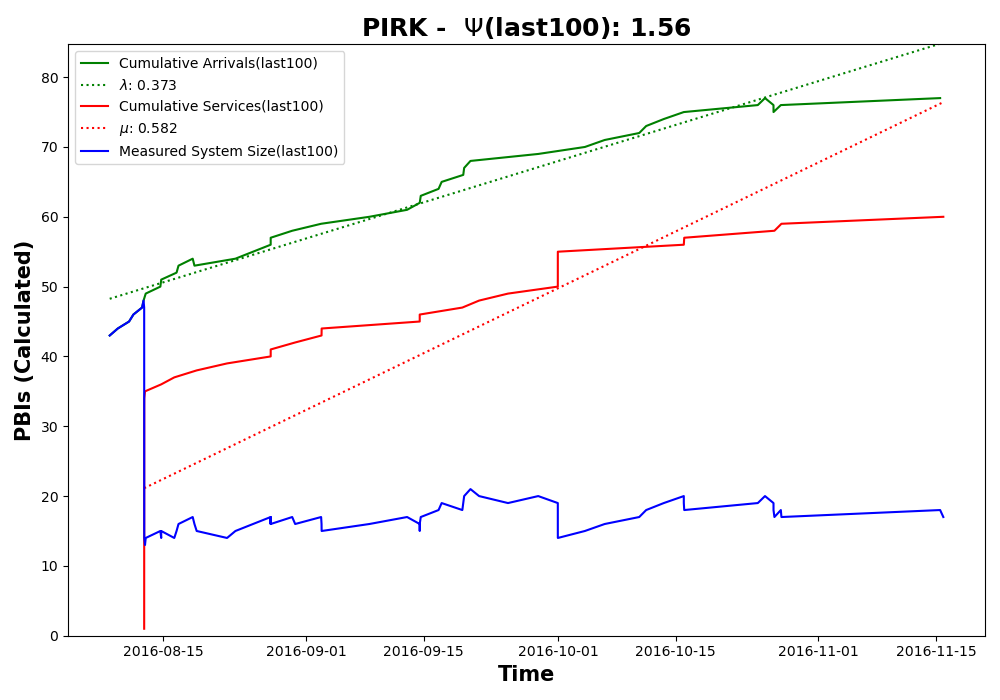 PIRK - Ψ(last100): 1.56
Cumulative Arrivals(last100)
λ: 0.373
Cumulative Services(last100)
μ: 0.582
Measured System Size(last100)
PBIs (Calculated)
80
70
60
50
40
30
20
10
0
2016-08-15 2016-09-01 2016-09-15 2016-10-01 2016-10-15 2016-11-01 2016-11-15
Time